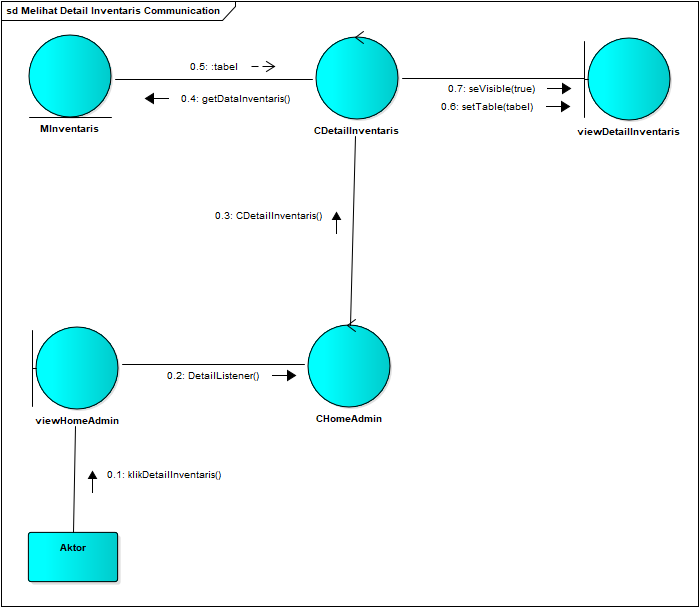 sd Melihat Detail Inventaris Communication
0.5: :tabel
0.4: getDataInventaris()
0.7: seVisible(true)
0.6: setTable(tabel)
MInventaris
CDetailInventaris
viewDetailInventaris
0.3: CDetailInventaris()
0.2: DetailListener()
viewHomeAdmin
CHomeAdmin
0.1: klikDetailInventaris()
Aktor